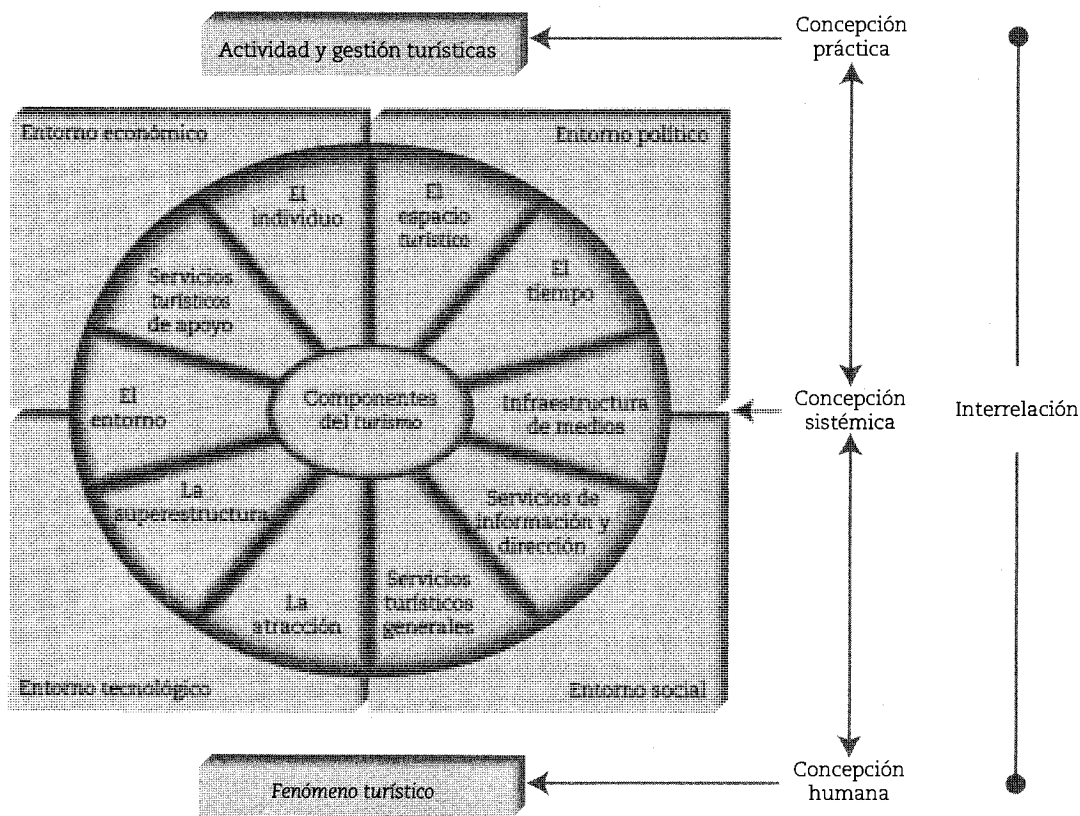 Actividad y gestión turísticas
Concepción
práctica
Entorno económico
Entorno político
El
individuo
El
espacio
turístico
El
tiempo
Servicios
turísticos
de apoyo
El
entorno
Componentes
del turismo
Infraestructura
de medios
Concepción
sistémica
Interrelación
La
superestructura
Servicios de
información y
dirección
La
atracción
Servicios
turísticos
generales
Entorno tecnológico
Entorno social
Fenómeno turístico
Concepción
humana